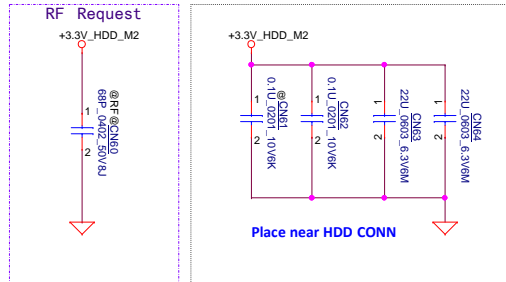 RF Request
+3.3V_HDD_M2
1
2
@RF@CN60
68P_0402_50V8J
+3.3V_HDD_M2
1
2
@CN61
0.1U_0201_10V6K
1
2
CN62
0.1U_0201_10V6K
1
2
CN63
22U_0603_6.3V6M
1
2
CN64
22U_0603_6.3V6M
Place near HDD CONN